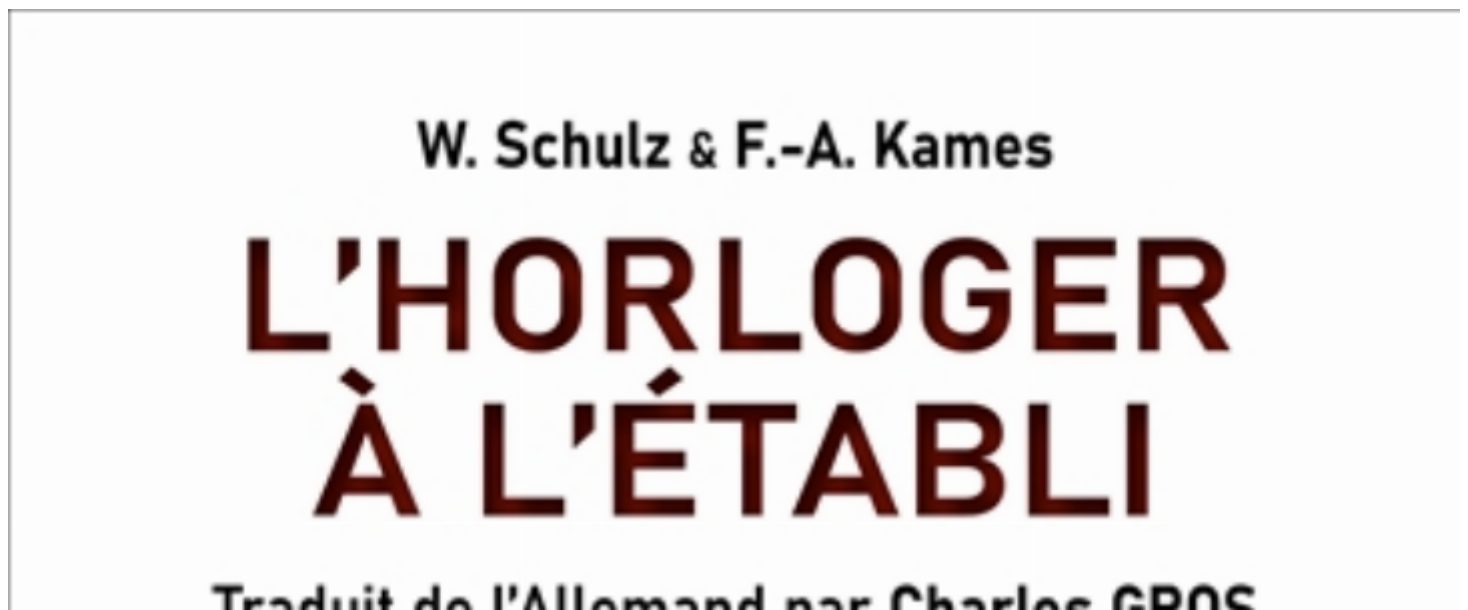 W. Schulz & F.-A. Kames
L'HORLOGER
À L'ÉTABLI
Traduit de l'Allemand par Charles GROS